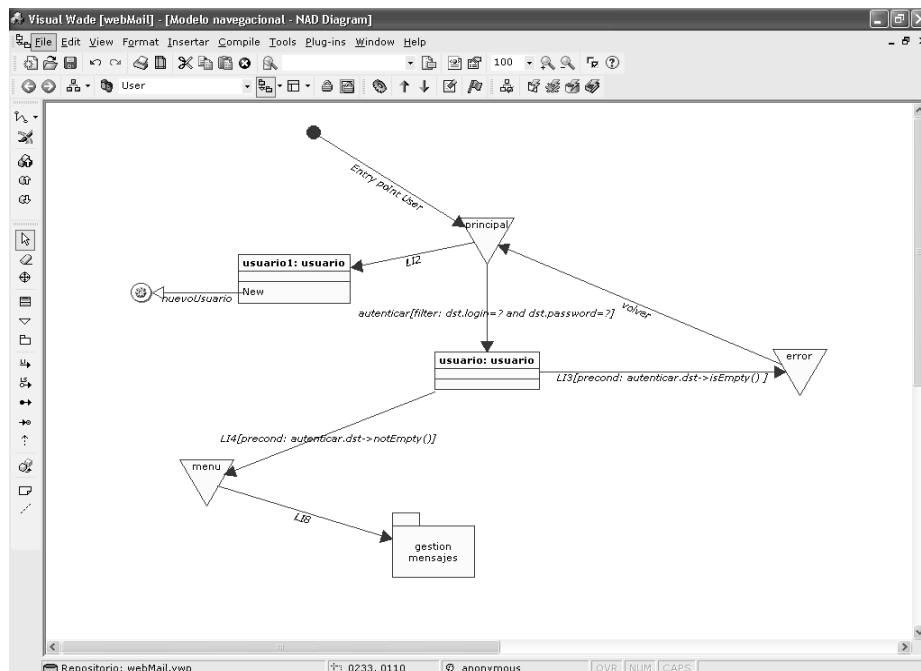 Visual Wade [webMail] - [Modelo navegacional - NAD Diagram]
File Edit View Format Insertar Compile Tools Plug-ins Window Help
100
User
Entry point User
principal
LI2
usuario1: usuario
New
nuevoUsuario
autenticar[filter: dst.login=? and dst.password=?]
volver
usuario: usuario
error
LI3[precond: autenticar.dst->isEmpty() ]
LI4[precond: autenticar.dst->notEmpty()]
menu
LI8
gestion
mensajes
Repositorio: webMail.vwp 0233, 0110 anonymous OVR NUM CAPS